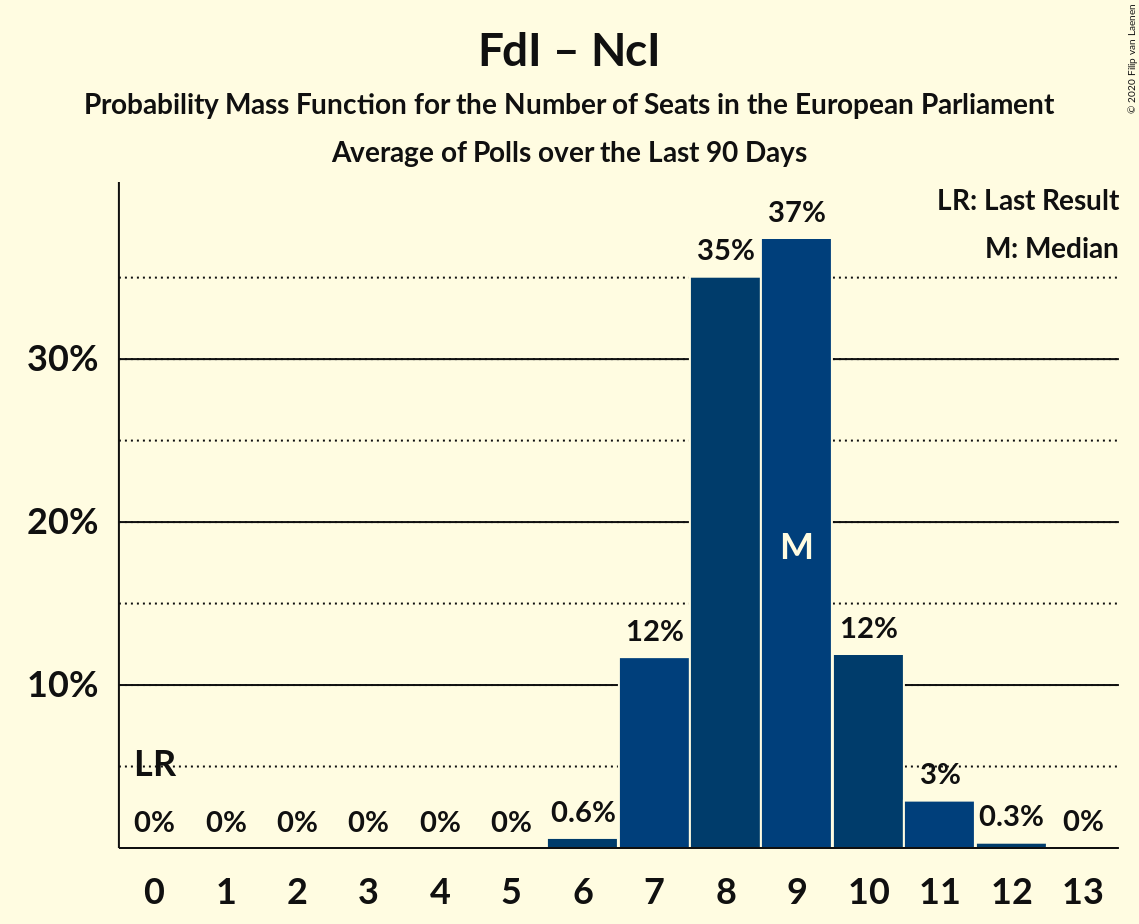 FdI – NcI
Probability Mass Function for the Number of Seats in the European Parliament
Average of Polls over the Last 90 Days
© 2020 Filip van Laenen
LR: Last Result
M: Median
37%
35%
30%
20%
M
12%
12%
10%
LR
3%
0% 0% 0% 0% 0% 0% 0.6% 0.3% 0%
0 1 2 3 4 5 6 7 8 9 10 11 12 13